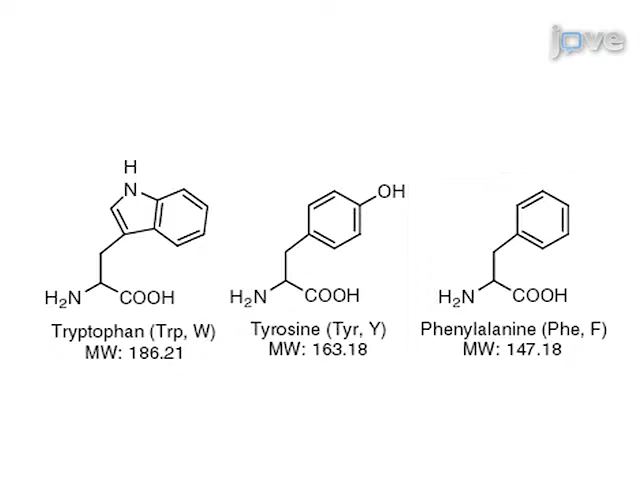 jove
H
N
OH
H₂N
COOH
H₂N
COOH
H₂N
COOH
Tryptophan (Trp, W)
MW: 186.21
Tyrosine (Tyr, Y)
MW: 163.18
Phenylalanine (Phe, F)
MW: 147.18